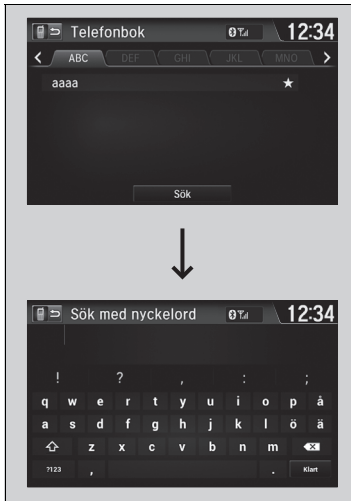 Telefonbok 12:34
ABC DEF GHI JKL MNO
aaaa ★
Sök
Sök med nyckelord 12:34
! ? , : ;
q w e r t y u i o p å
a s d f g h j k l ö ä
z x c v b n m
?123 , . Klart